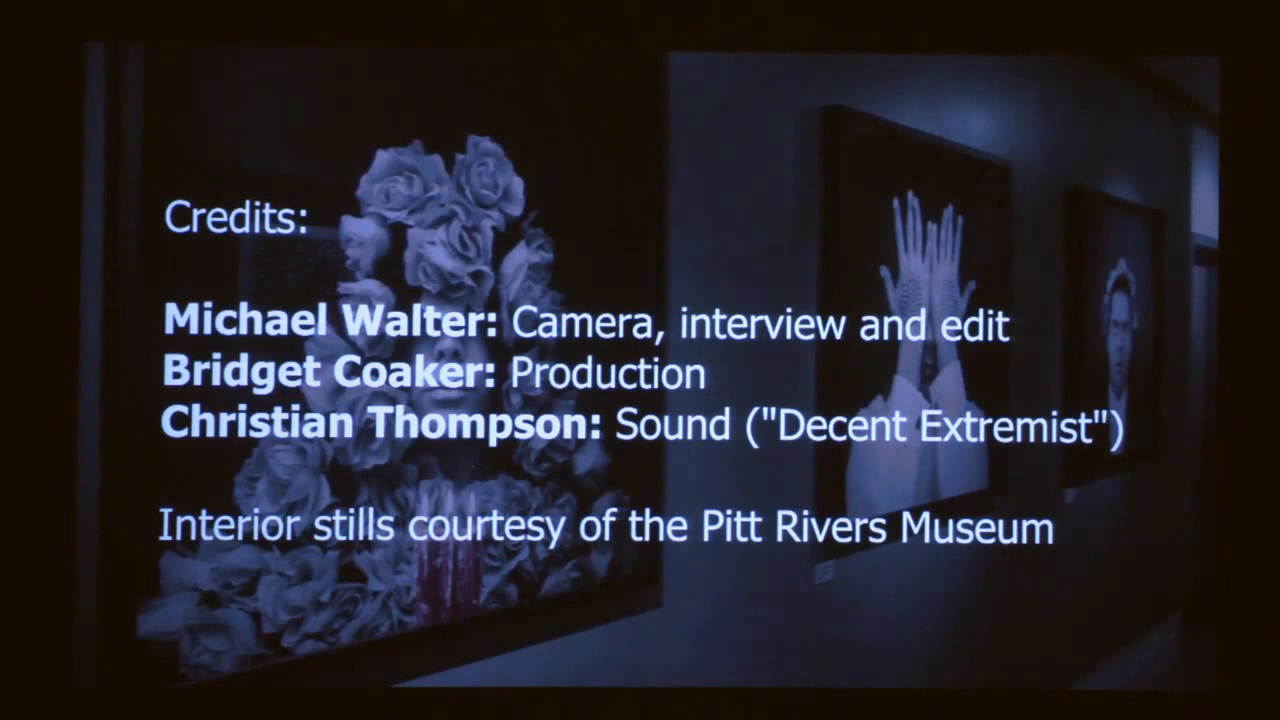 Credits:
Michael Walter: Camera, interview and edit
Bridget Coaker: Production
Christian Thompson: Sound ("Decent Extremist")
Interior stills courtesy of the Pitt Rivers Museum